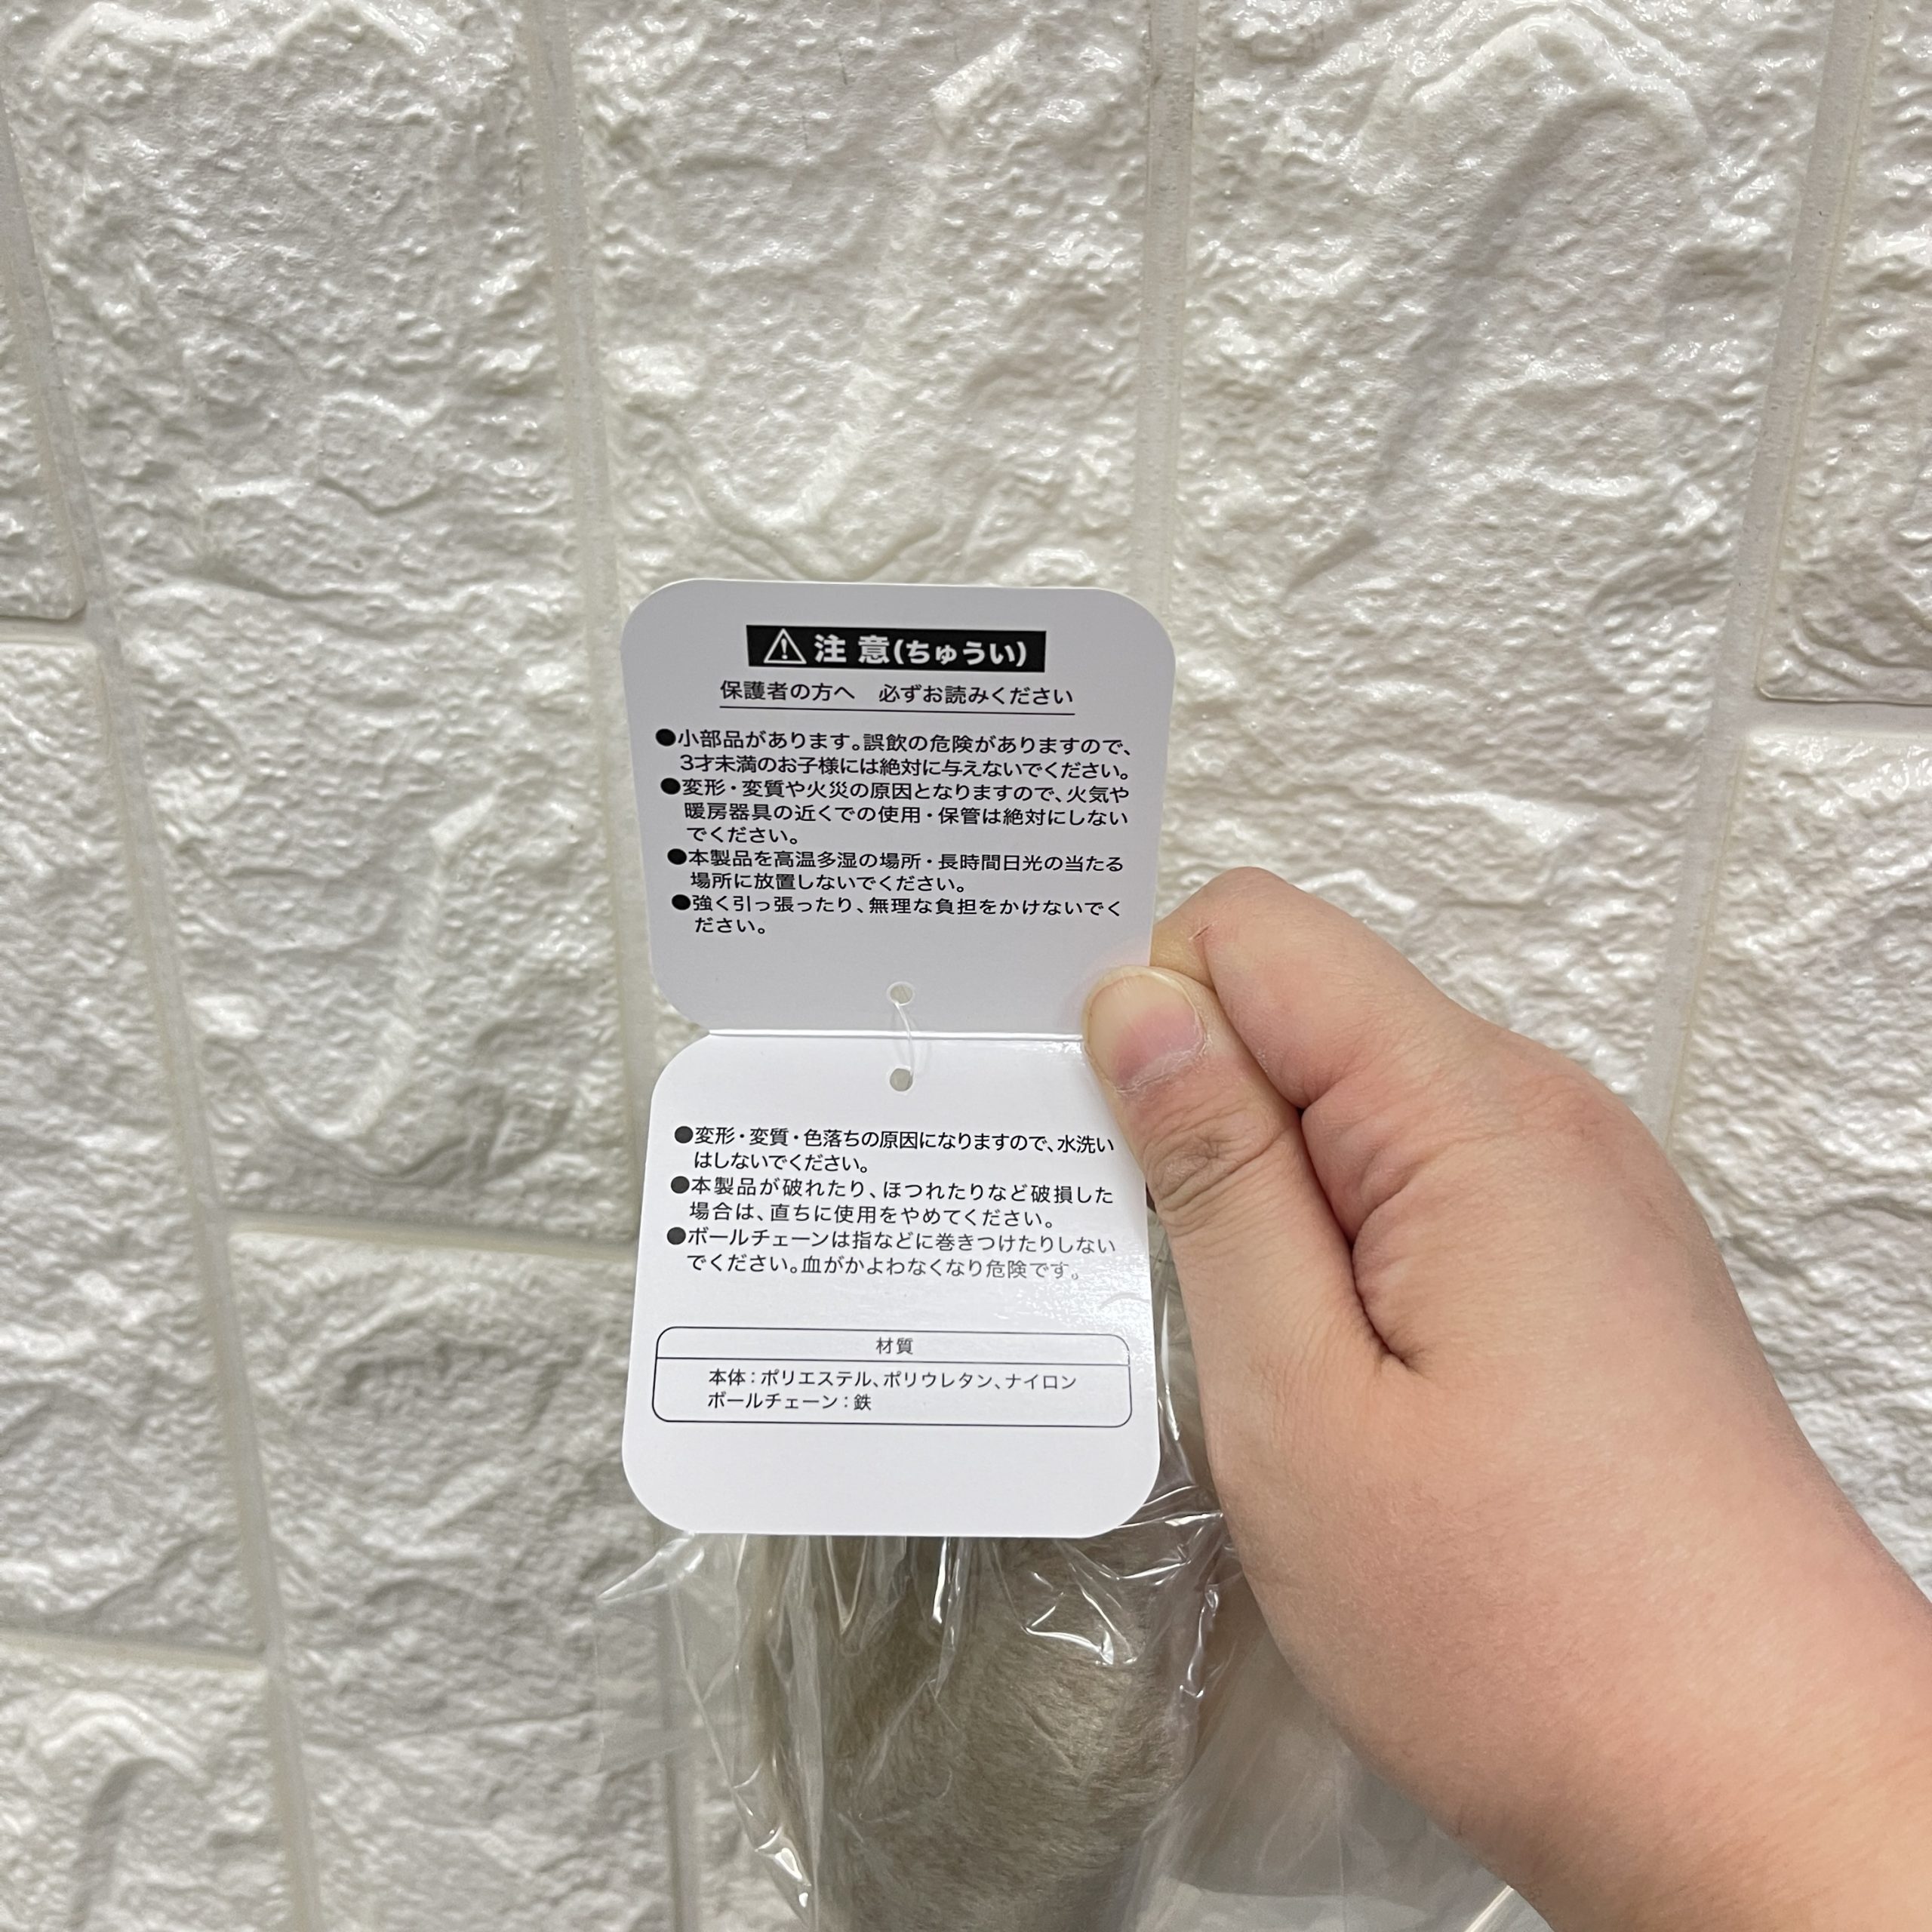 注 意(ちゅうい)
保護者の方へ　必ずお読みください
●小部品があります。誤飲の危険がありますので、
3才未満のお子様には絶対に与えないでください。
●変形・変質や火災の原因となりますので、火気や
暖房器具の近くでの使用・保管は絶対にしない
でください。
●本製品を高温多湿の場所・長時間日光の当たる
場所に放置しないでください。
●強く引っ張ったり、無理な負担をかけないでく
ださい。
●変形・変質・色落ちの原因になりますので、水洗い
はしないでください。
●本製品が破れたり、ほつれたりなど破損した
場合は、直ちに使用をやめてください。
●ボールチェーンは指などに巻きつけたりしない
でください。血がかよわなくなり危険です。
材質
本体：ポリエステル、ポリウレタン、ナイロン
ボールチェーン：鉄